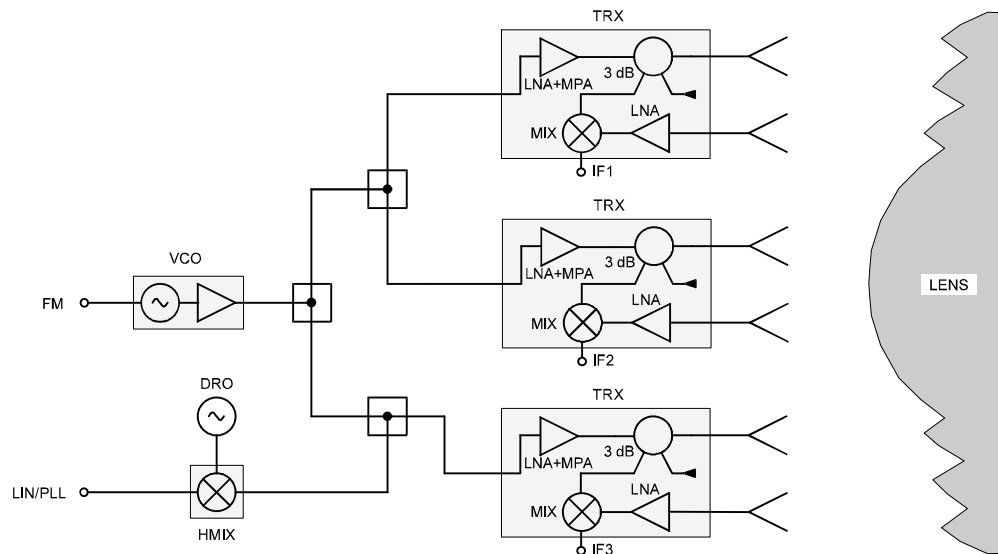 TRX
3 dB
LNA+MPA
LNA
MIX
IF1
TRX
3 dB
LNA+MPA
LNA
MIX
IF2
VCO
FM
LENS
DRO
TRX
3 dB
LNA+MPA
LNA
MIX
IF3
LIN/PLL
HMIX